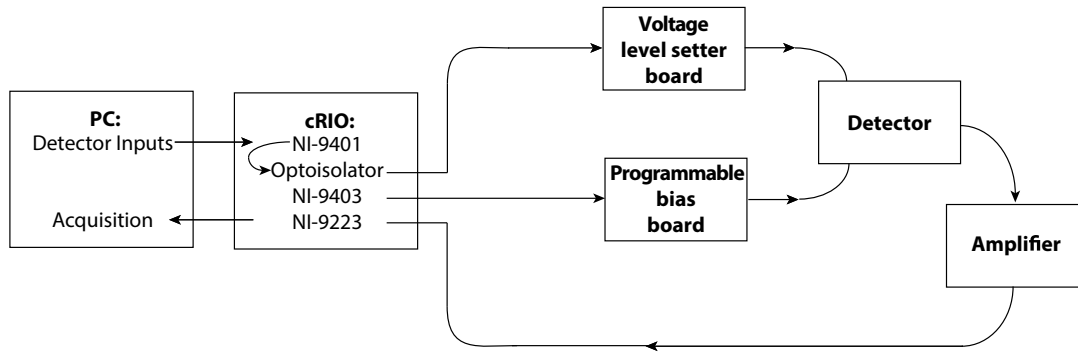 PC:
Detector Inputs
Acquisition
cRIO:
NI-9401
Optoisolator
NI-9403
NI-9223
Voltage
level setter
board
Programmable
bias
board
Detector
Amplifier